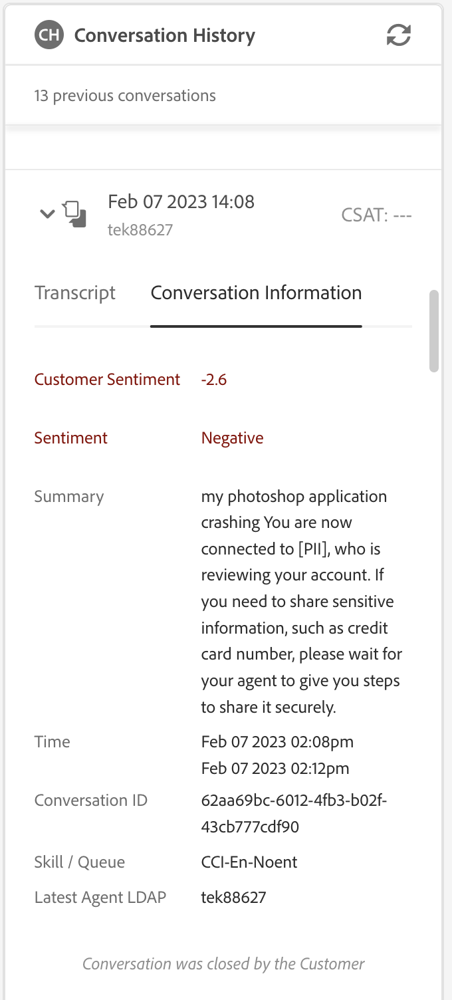 CH Conversation History
13 previous conversations
Feb 07 2023 14:08
tek88627
CSAT: ---
Transcript Conversation Information
Customer Sentiment -2.6
Sentiment Negative
Summary my photoshop application
crashing You are now
connected to [PII], who is
reviewing your account. If
you need to share sensitive
information, such as credit
card number, please wait for
your agent to give you steps
to share it securely.
Time Feb 07 2023 02:08pm
Feb 07 2023 02:12pm
Conversation ID 62aa69bc-6012-4fb3-b02f-
43cb777cdf90
Skill / Queue CCI-En-Noent
Latest Agent LDAP tek88627
Conversation was closed by the Customer